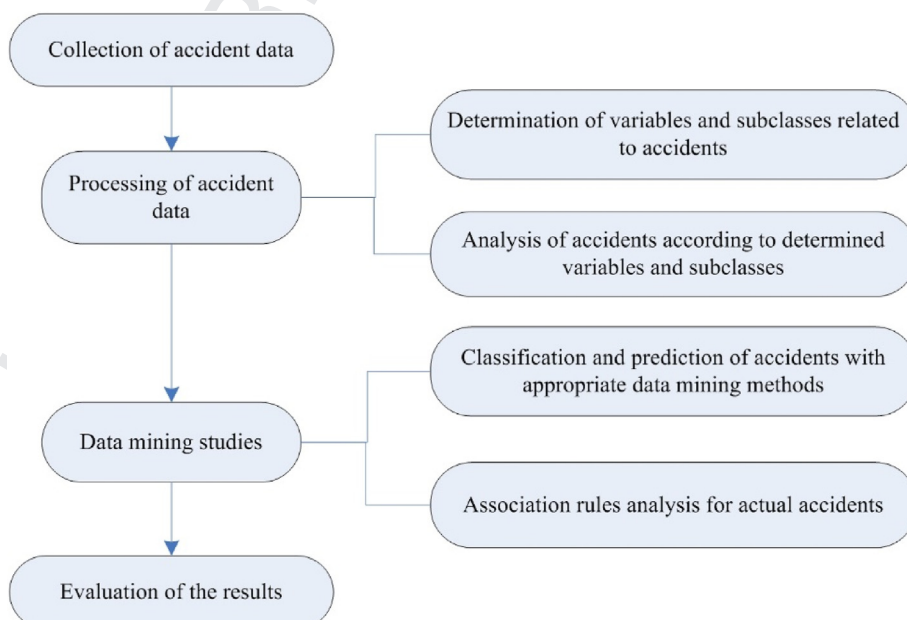 Collection of accident data
Determination of variables and subclasses related
to accidents
Processing of accident
data
Analysis of accidents according to determined
variables and subclasses
Classification and prediction of accidents with
appropriate data mining methods
Data mining studies
Association rules analysis for actual accidents
Evaluation of the results